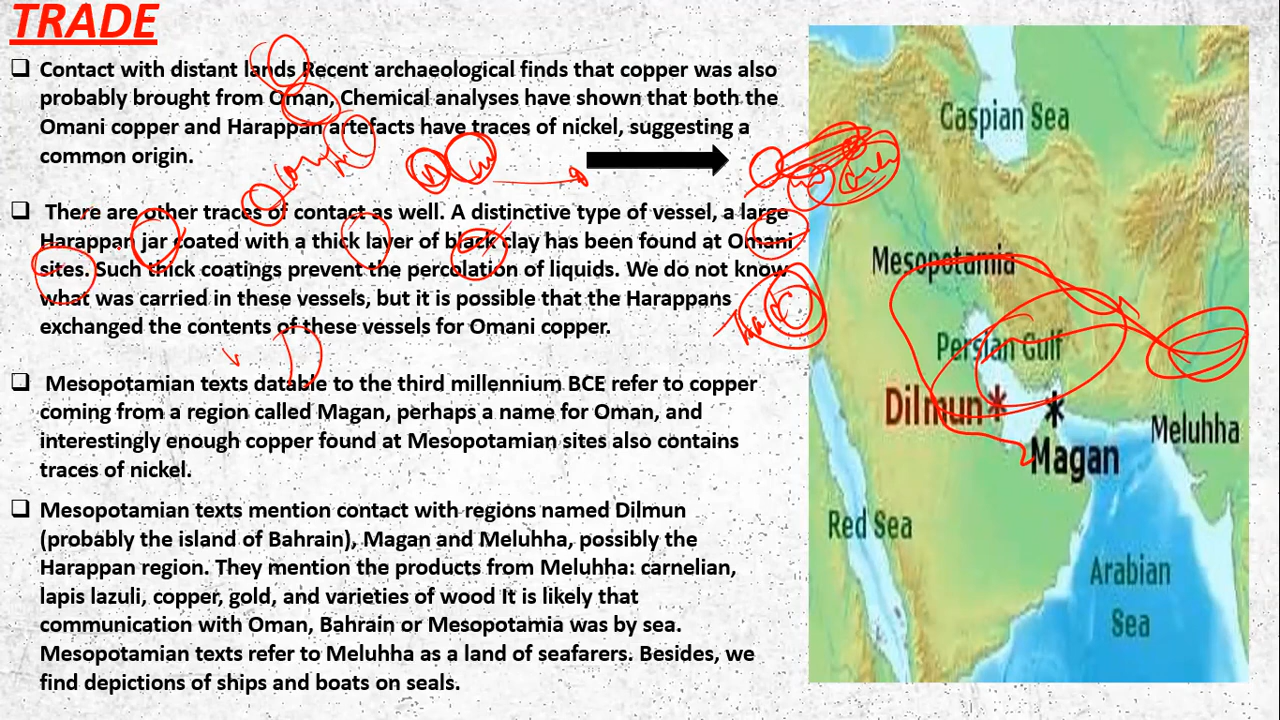 TRADE
❑ Contact with distant lands Recent archaeological finds that copper was also
probably brought from Oman, Chemical analyses have shown that both the
Omani copper and Harappan artefacts have traces of nickel, suggesting a
common origin.
❑ There are other traces of contact as well. A distinctive type of vessel, a large
Harappan jar coated with a thick layer of black clay has been found at Omani
sites. Such thick coatings prevent the percolation of liquids. We do not know
what was carried in these vessels, but it is possible that the Harappans
exchanged the contents of these vessels for Omani copper.
❑ Mesopotamian texts datable to the third millennium BCE refer to copper
coming from a region called Magan, perhaps a name for Oman, and
interestingly enough copper found at Mesopotamian sites also contains
traces of nickel.
❑ Mesopotamian texts mention contact with regions named Dilmun
(probably the island of Bahrain), Magan and Meluhha, possibly the
Harappan region. They mention the products from Meluhha: carnelian,
lapis lazuli, copper, gold, and varieties of wood It is likely that
communication with Oman, Bahrain or Mesopotamia was by sea.
Mesopotamian texts refer to Meluhha as a land of seafarers. Besides, we
find depictions of ships and boats on seals.
Caspian Sea
Mesopotamia
Persian Gulf
Dilmun*
*
Meluhha
Magan
Red Sea
Arabian
Sea